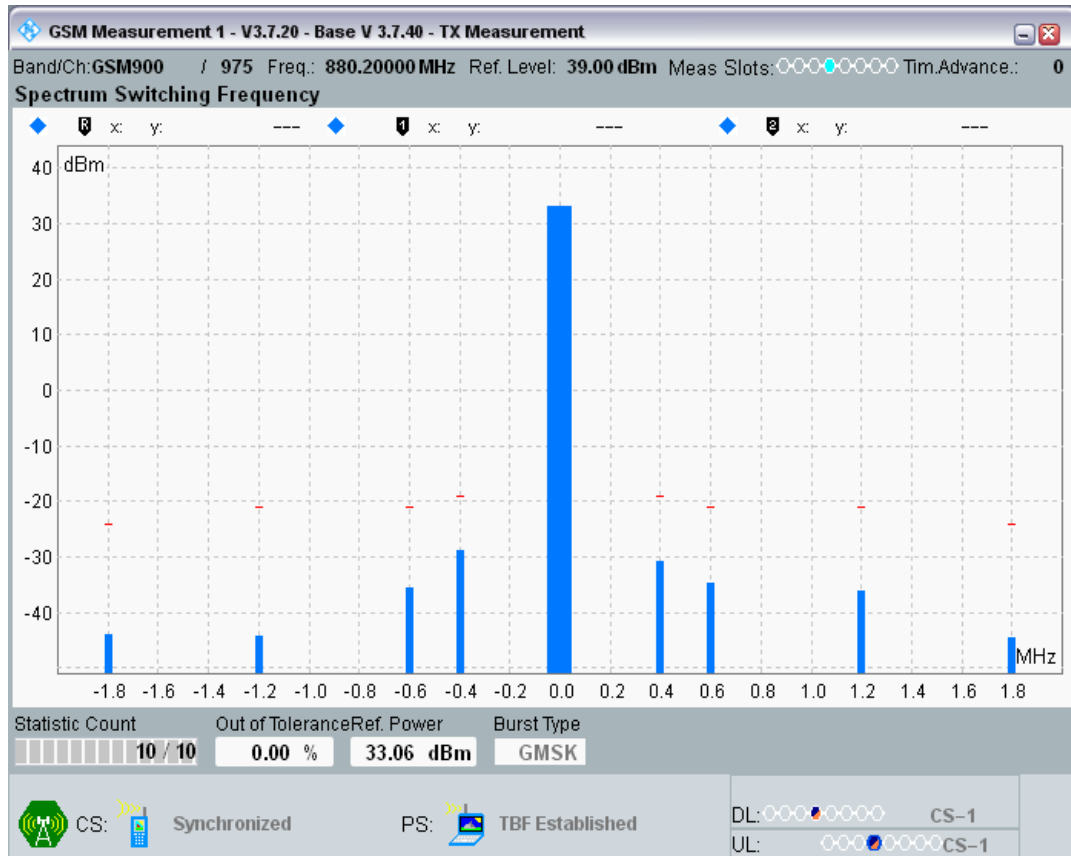 GSM Measurement 1 - V3.7.20 - Base V 3.7.40 - TX Measurement
Band/Ch:GSM900 / 975 Freq.: 880.20000 MHz Ref. Level: 39.00 dBm Meas Slots: Tim.Advance.: 0
Spectrum Switching Frequency
R x: y: --- 1 x: y: --- 2 x: y: ---
dBm
40
30
20
10
0
-10
-20
-30
-40
MHz
-1.8 -1.6 -1.4 -1.2 -1.0 -0.8 -0.6 -0.4 -0.2 0.0 0.2 0.4 0.6 0.8 1.0 1.2 1.4 1.6 1.8
Statistic Count Out of Tolerance Ref. Power Burst Type
10 / 10 0.00 % 33.06 dBm GMSK
CS: Synchronized PS: TBF Established
DL: CS-1
UL: CS-1